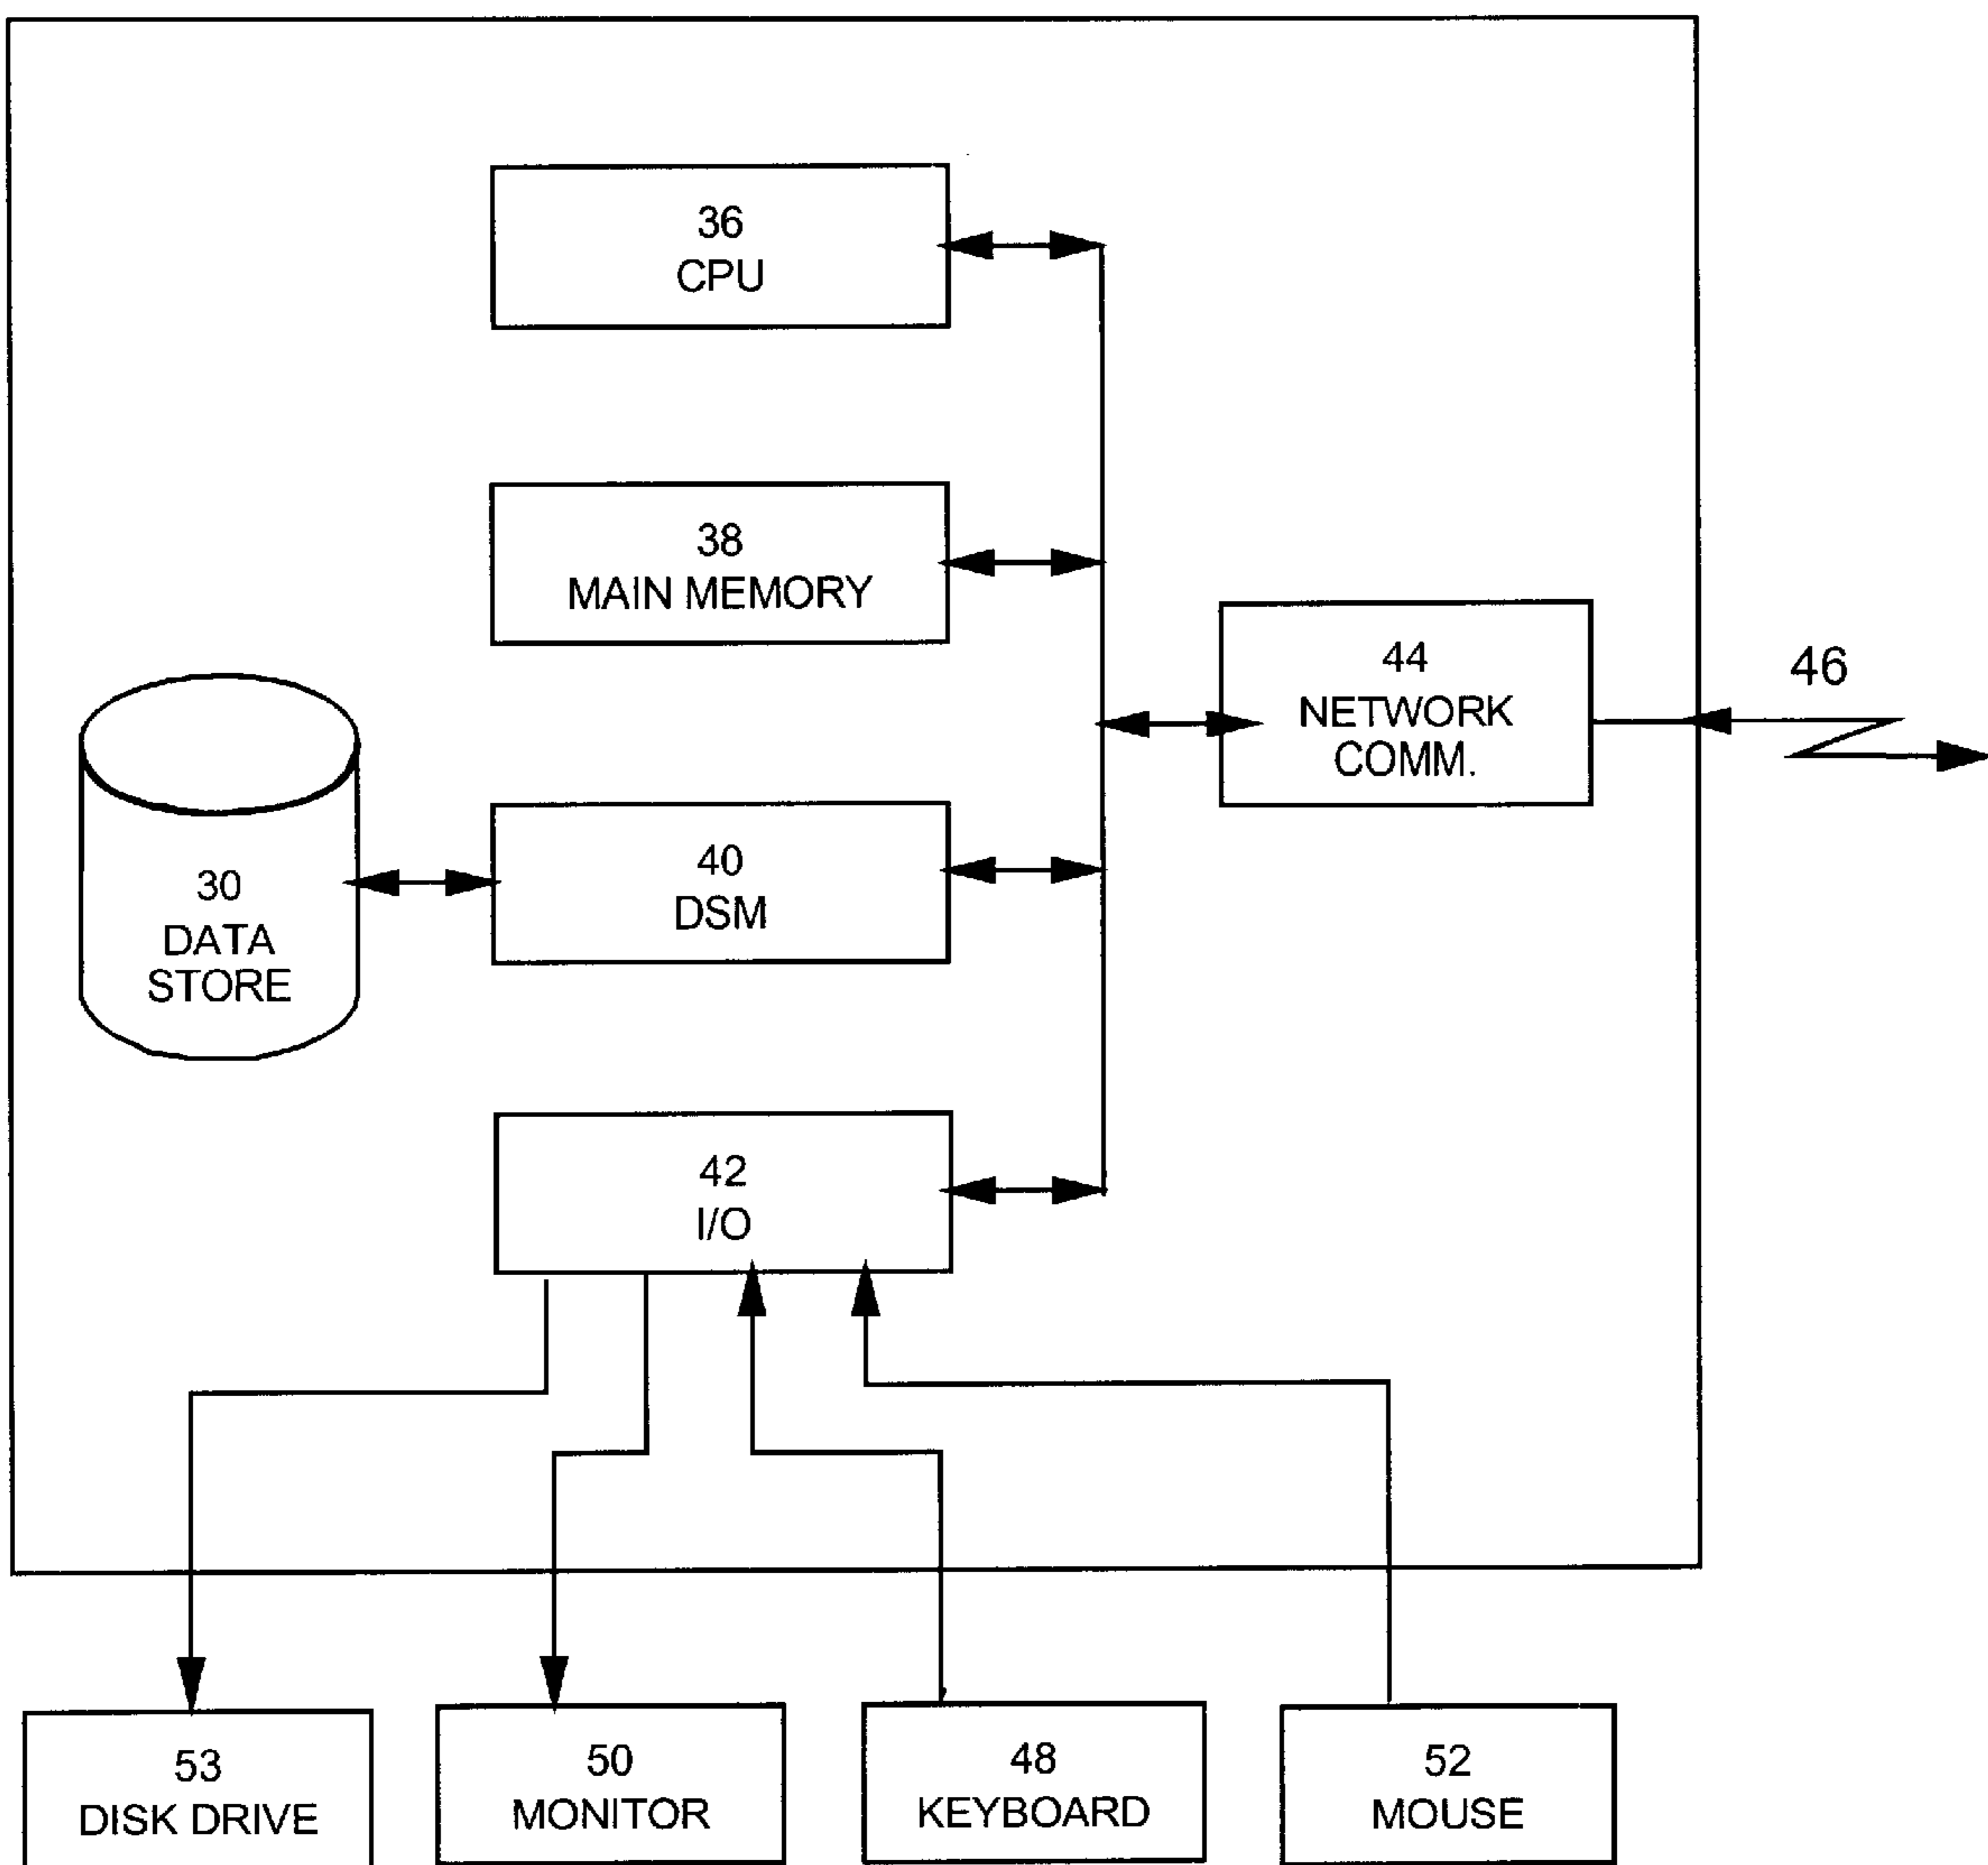 36
CPU
38
MAIN MEMORY
44
NETWORK
COMM.
46
30
DATA
STORE
40
DSM
42
I/O
53
DISK DRIVE
50
MONITOR
48
KEYBOARD
52
MOUSE